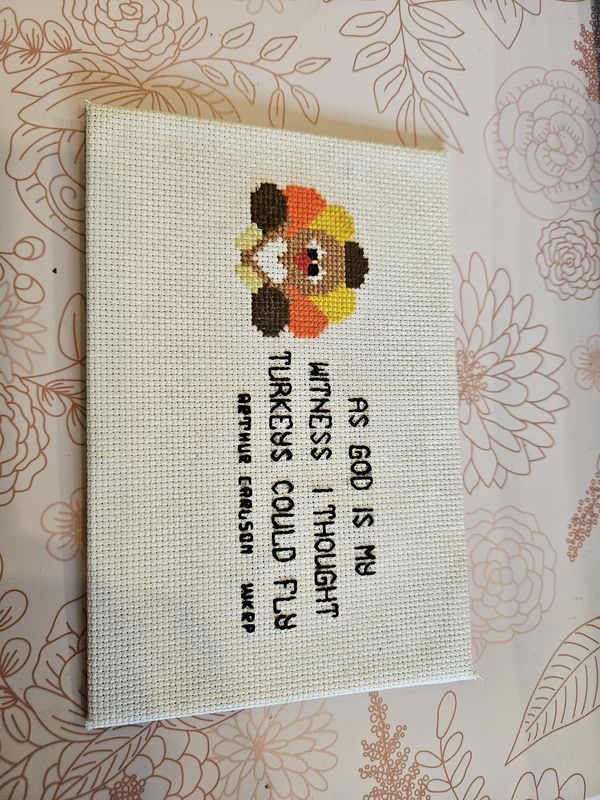 AS GOD IS MY
WITNESS I THOUGHT
TURKEYS COULD FLY
ARTHUR CARLSON WKRP